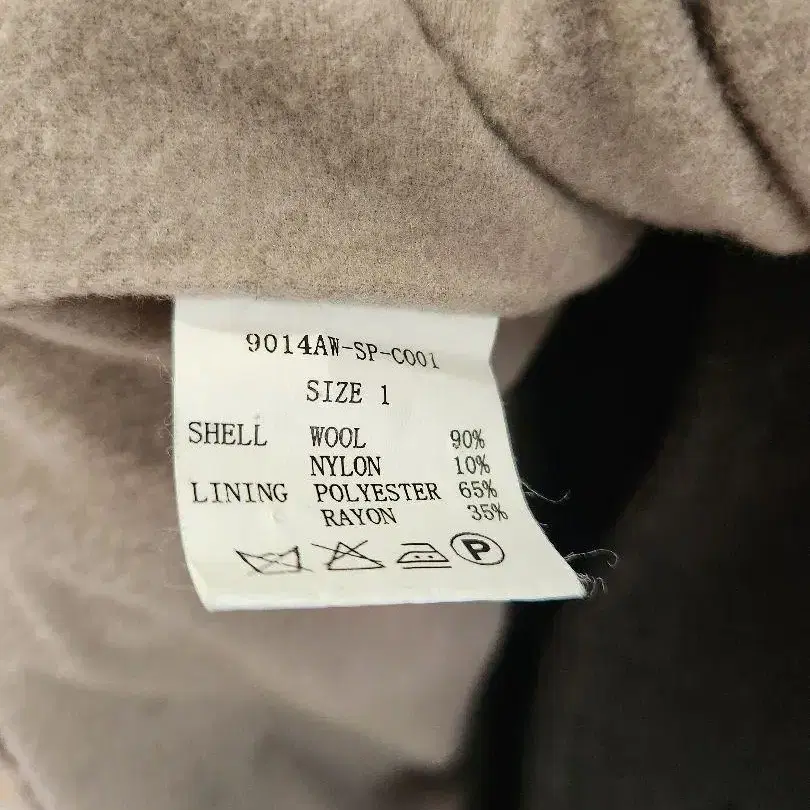 9014AW-SP-C001
SIZE 1
SHELL WOOL 90%
NYLON 10%
LINING POLYESTER 65%
RAYON 35%
P